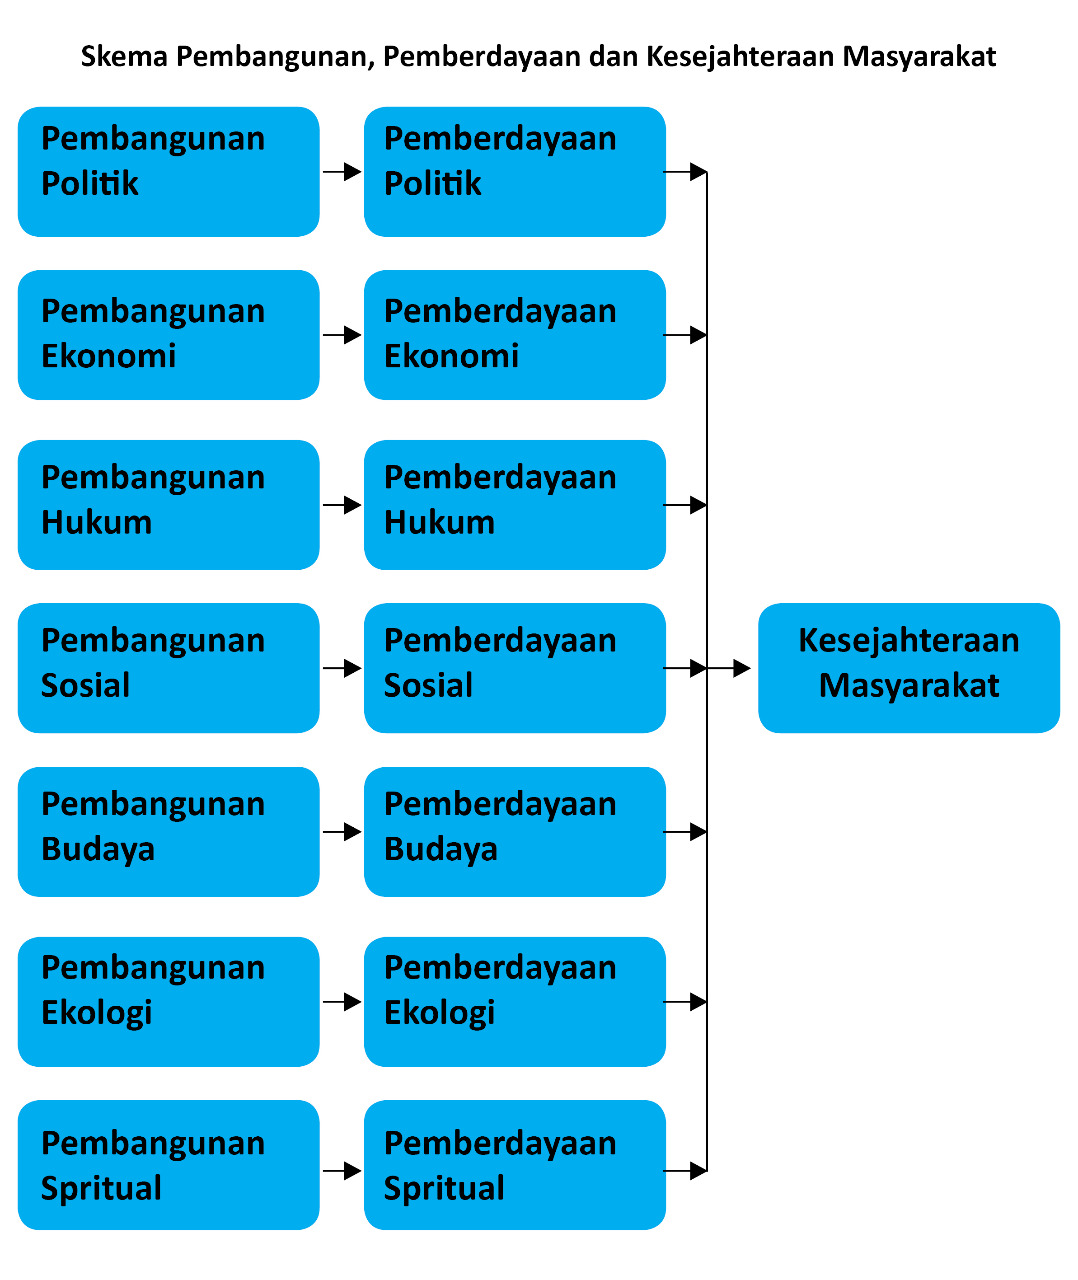 Skema Pembangunan, Pemberdayaan dan Kesejahteraan Masyarakat
Pembangunan
Politik
Pemberdayaan
Politik
Pembangunan
Ekonomi
Pemberdayaan
Ekonomi
Pembangunan
Hukum
Pemberdayaan
Hukum
Pembangunan
Sosial
Pemberdayaan
Sosial
Kesejahteraan
Masyarakat
Pembangunan
Budaya
Pemberdayaan
Budaya
Pembangunan
Ekologi
Pemberdayaan
Ekologi
Pembangunan
Spritual
Pemberdayaan
Spritual